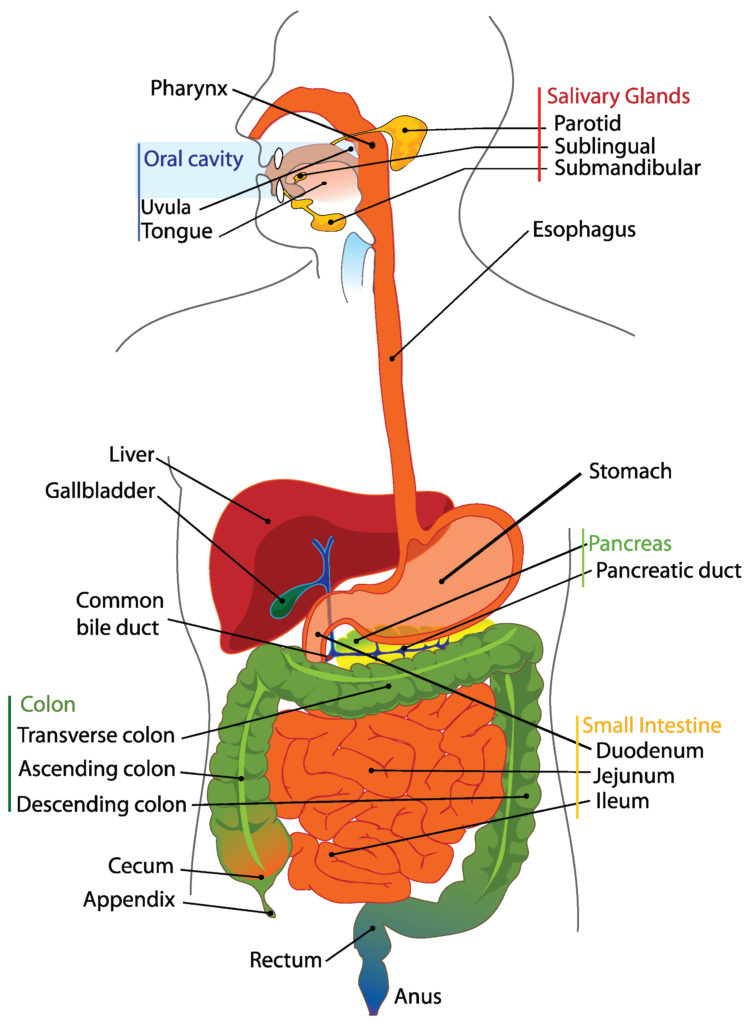 Pharynx
Salivary Glands
Parotid
Sublingual
Submandibular
Oral cavity
Uvula
Tongue
Esophagus
Liver
Gallbladder
Stomach
Pancreas
Pancreatic duct
Common
bile duct
Colon
Transverse colon
Ascending colon
Descending colon
Small Intestine
Duodenum
Jejunum
Ileum
Cecum
Appendix
Rectum
Anus